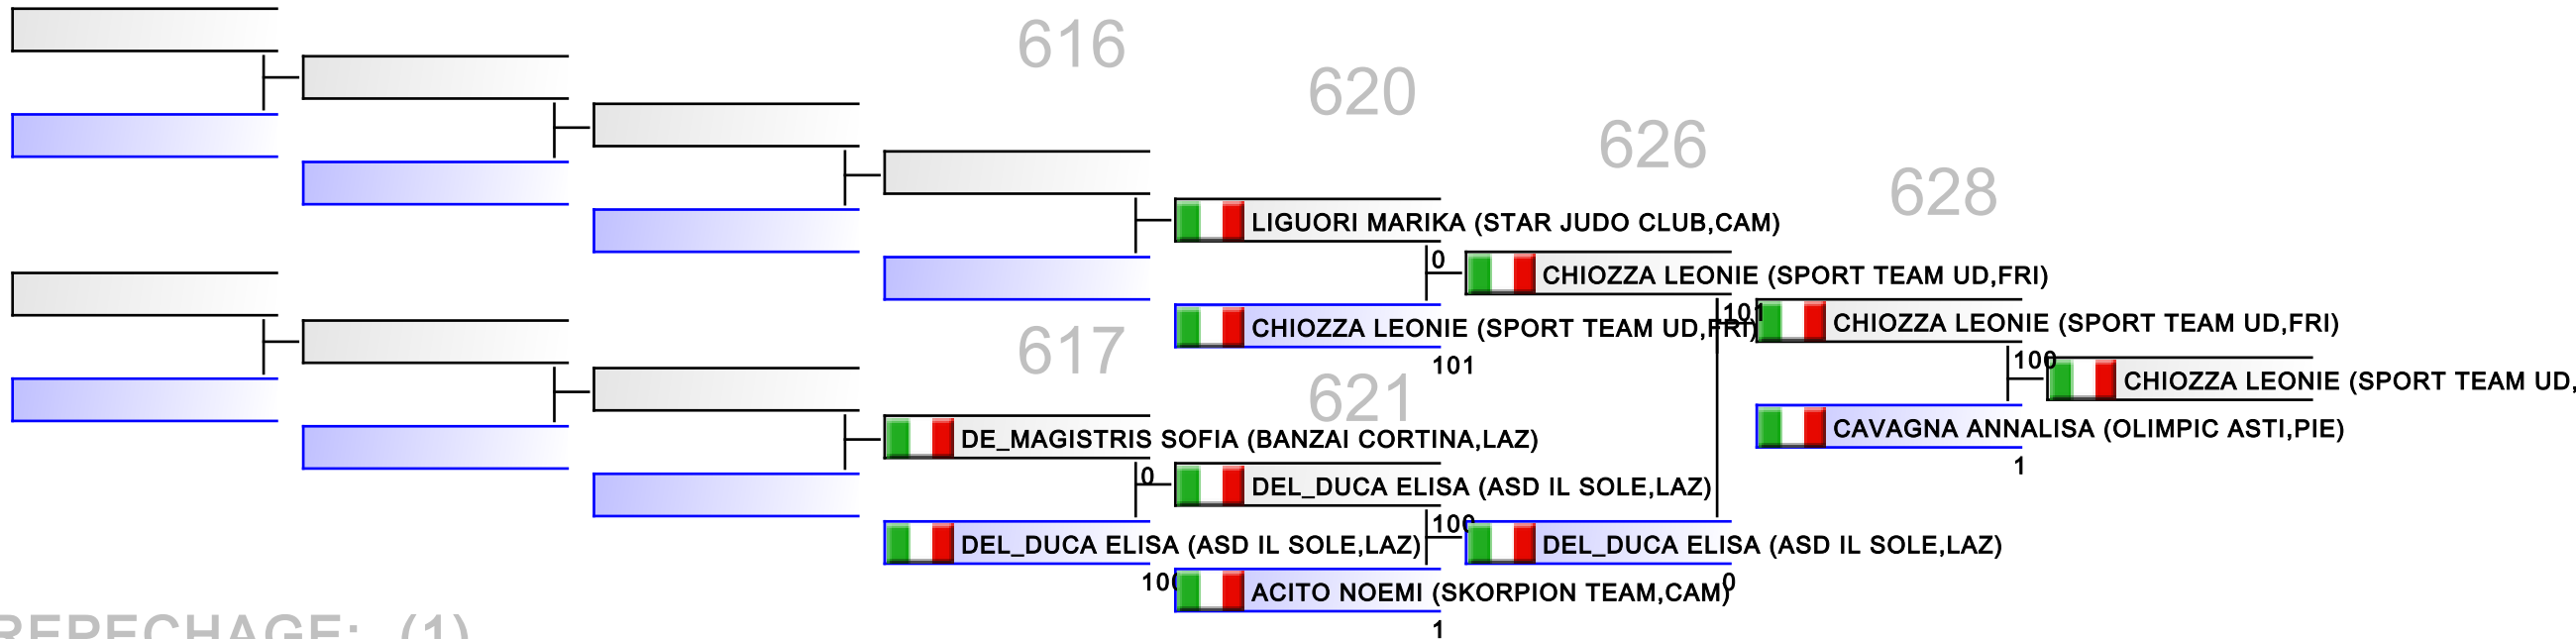 616
620
626
628
LIGUORI MARIKA (STAR JUDO CLUB,CAM)
0
CHIOZZA LEONIE (SPORT TEAM UD,FRI)
101
CHIOZZA LEONIE (SPORT TEAM UD,FRI)
CHIOZZA LEONIE (SPORT TEAM UD,FRI)
617
101
100
CHIOZZA LEONIE (SPORT TEAM UD,
621
CAVAGNA ANNALISA (OLIMPIC ASTI,PIE)
DE_MAGISTRIS SOFIA (BANZAI CORTINA,LAZ)
1
0
DEL_DUCA ELISA (ASD IL SOLE,LAZ)
100
DEL_DUCA ELISA (ASD IL SOLE,LAZ)
DEL_DUCA ELISA (ASD IL SOLE,LAZ)
100
ACITO NOEMI (SKORPION TEAM,CAM)
0
REPECHAGE: (1)
1